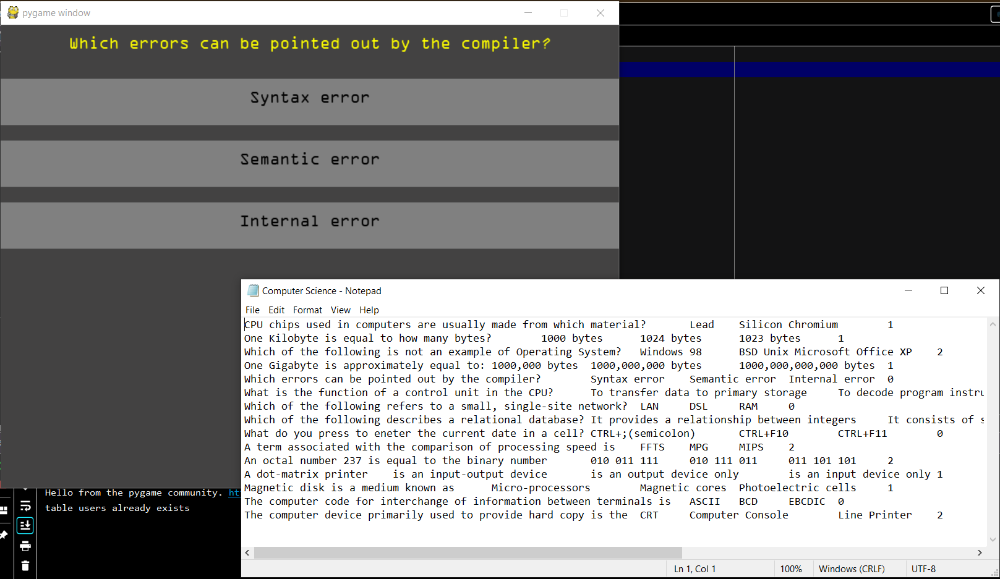 pygame window
Which errors can be pointed out by the compiler?
Syntax error
Semantic error
Internal error
Computer Science - Notepad
File Edit Format View Help
CPU chips used in computers are usually made from which material? Lead Silicon Chromium 1
One Kilobyte is equal to how many bytes? 1000 bytes 1024 bytes 1023 bytes 1
Which of the following is not an example of Operating System? Windows 98 BSD Unix Microsoft Office XP 2
One Gigabyte is approximately equal to: 1000,000 bytes 1000,000,000 bytes 1000,000,000,000 bytes 1
Which errors can be pointed out by the compiler? Syntax error Semantic error Internal error 0
What is the function of a control unit in the CPU? To transfer data to primary storage To decode program instru
Which of the following refers to a small, single-site network? LAN DSL RAM 0
Which of the following describes a relational database? It provides a relationship between integers It consists of s
What do you press to eneter the current date in a cell? CTRL+;(semicolon) CTRL+F10 CTRL+F11 0
A term associated with the comparison of processing speed is FFTS MPG MIPS 2
An octal number 237 is equal to the binary number 010 011 111 010 111 011 011 101 101 2
A dot-matrix printer is an input-output device is an output device only is an input device only 1
Magnetic disk is a medium known as Micro-processors Magnetic cores Photoelectric cells 1
The computer code for interchange of information between terminals is ASCII BCD EBCDIC 0
The computer device primarily used to provide hard copy is the CRT Computer Console Line Printer 2
Hello from the pygame community. ht
table users already exists
Ln 1, Col 1 100% Windows (CRLF) UTF-8